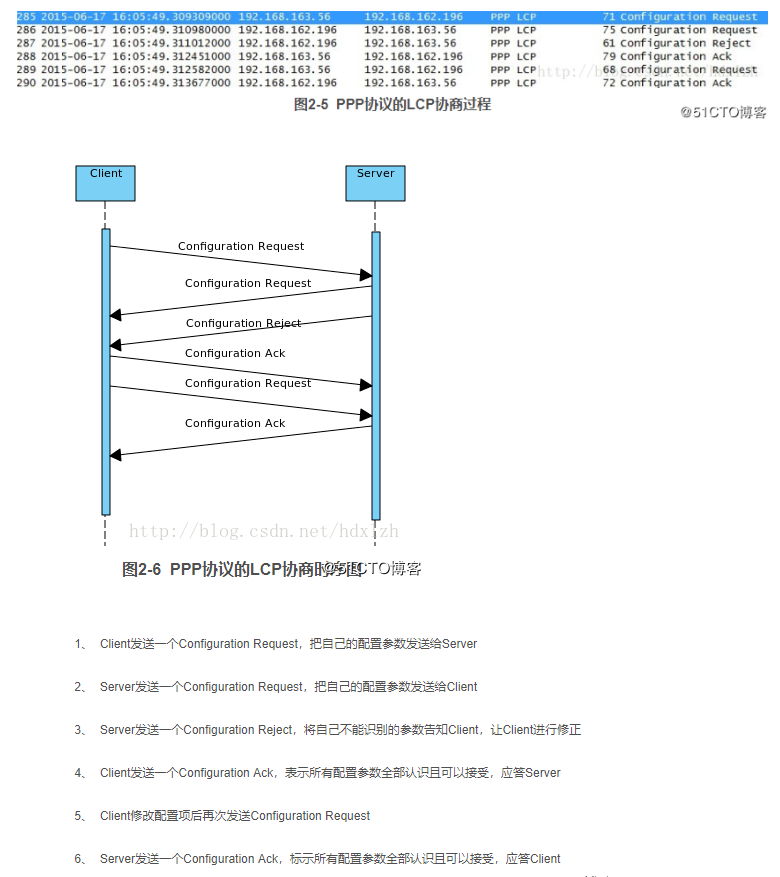 285 2015-06-17 16:05:49.309309000 192.168.163.56 192.168.162.196 PPP LCP 71 Configuration Request
286 2015-06-17 16:05:49.310980000 192.168.162.196 192.168.163.56 PPP LCP 75 Configuration Request
287 2015-06-17 16:05:49.311012000 192.168.162.196 192.168.163.56 PPP LCP 61 Configuration Reject
288 2015-06-17 16:05:49.312451000 192.168.163.56 192.168.162.196 PPP LCP 79 Configuration Ack
289 2015-06-17 16:05:49.312582000 192.168.163.56 192.168.162.196 PPP LCP 68 Configuration Request
290 2015-06-17 16:05:49.313677000 192.168.162.196 192.168.163.56 PPP LCP 72 Configuration Ack
图2-5 PPP协议的LCP协商过程
@51CTO博客
Client
Server
Configuration Request
Configuration Request
Configuration Reject
Configuration Ack
Configuration Request
Configuration Ack
图2-6 PPP协议的LCP协商时序图
@51CTO博客
1、 Client发送一个Configuration Request，把自己的配置参数发送给Server
2、 Server发送一个Configuration Request，把自己的配置参数发送给Client
3、 Server发送一个Configuration Reject，将自己不能识别的参数告知Client，让Client进行修正
4、 Client发送一个Configuration Ack，表示所有配置参数全部认识且可以接受，应答Server
5、 Client修改配置项后再次发送Configuration Request
6、 Server发送一个Configuration Ack，标示所有配置参数全部认识且可以接受，应答Client